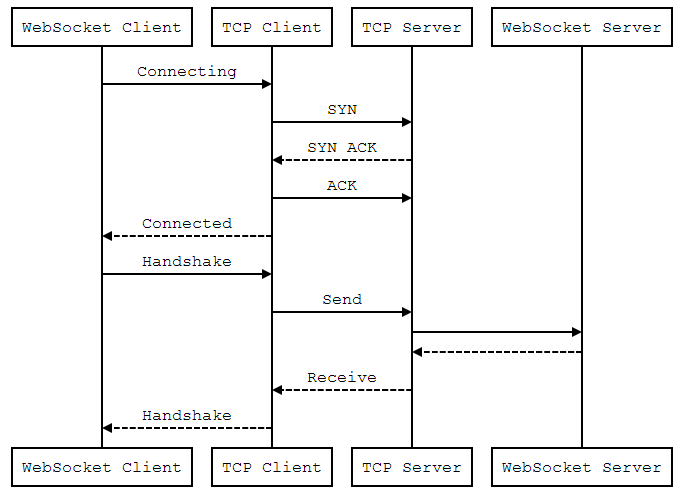 WebSocket Client
TCP Client
TCP Server
WebSocket Server
Connecting
SYN
SYN ACK
ACK
Connected
Handshake
Send
Receive
Handshake
WebSocket Client
TCP Client
TCP Server
WebSocket Server